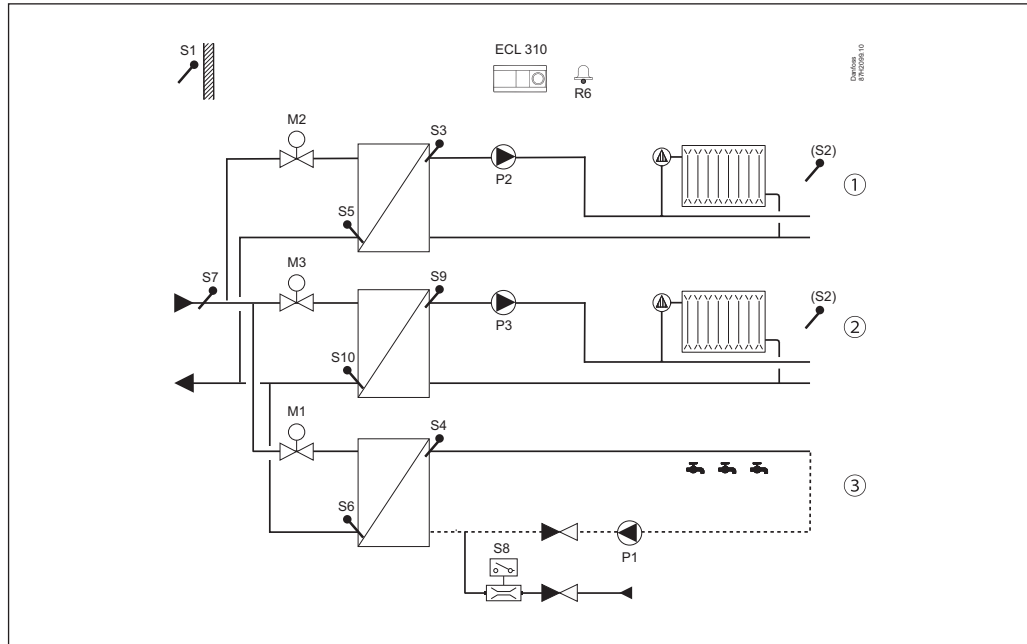 S1
ECL 310
R6
Danfoss
87H2099.10
M2
S3
P2
(S2)
1
S5
M3
S7
S9
P3
(S2)
2
S10
M1
S4
3
S6
S8
P1